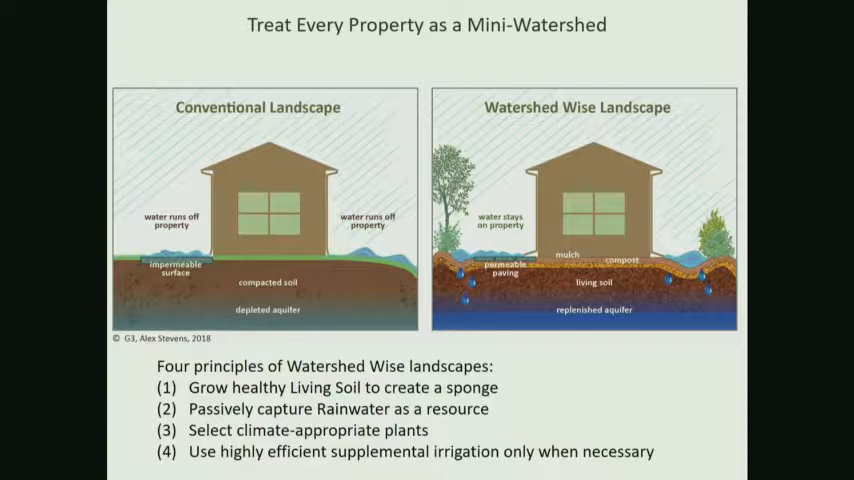 Treat Every Property as a Mini-Watershed
Conventional Landscape
water runs off
property
water runs off
property
impermeable
surface
compacted soil
depleted aquifer
Watershed Wise Landscape
water stays
on property
mulch
compost
permeable
paving
living soil
replenished aquifer
© G3, Alex Stevens, 2018
Four principles of Watershed Wise landscapes:
(1) Grow healthy Living Soil to create a sponge
(2) Passively capture Rainwater as a resource
(3) Select climate-appropriate plants
(4) Use highly efficient supplemental irrigation only when necessary